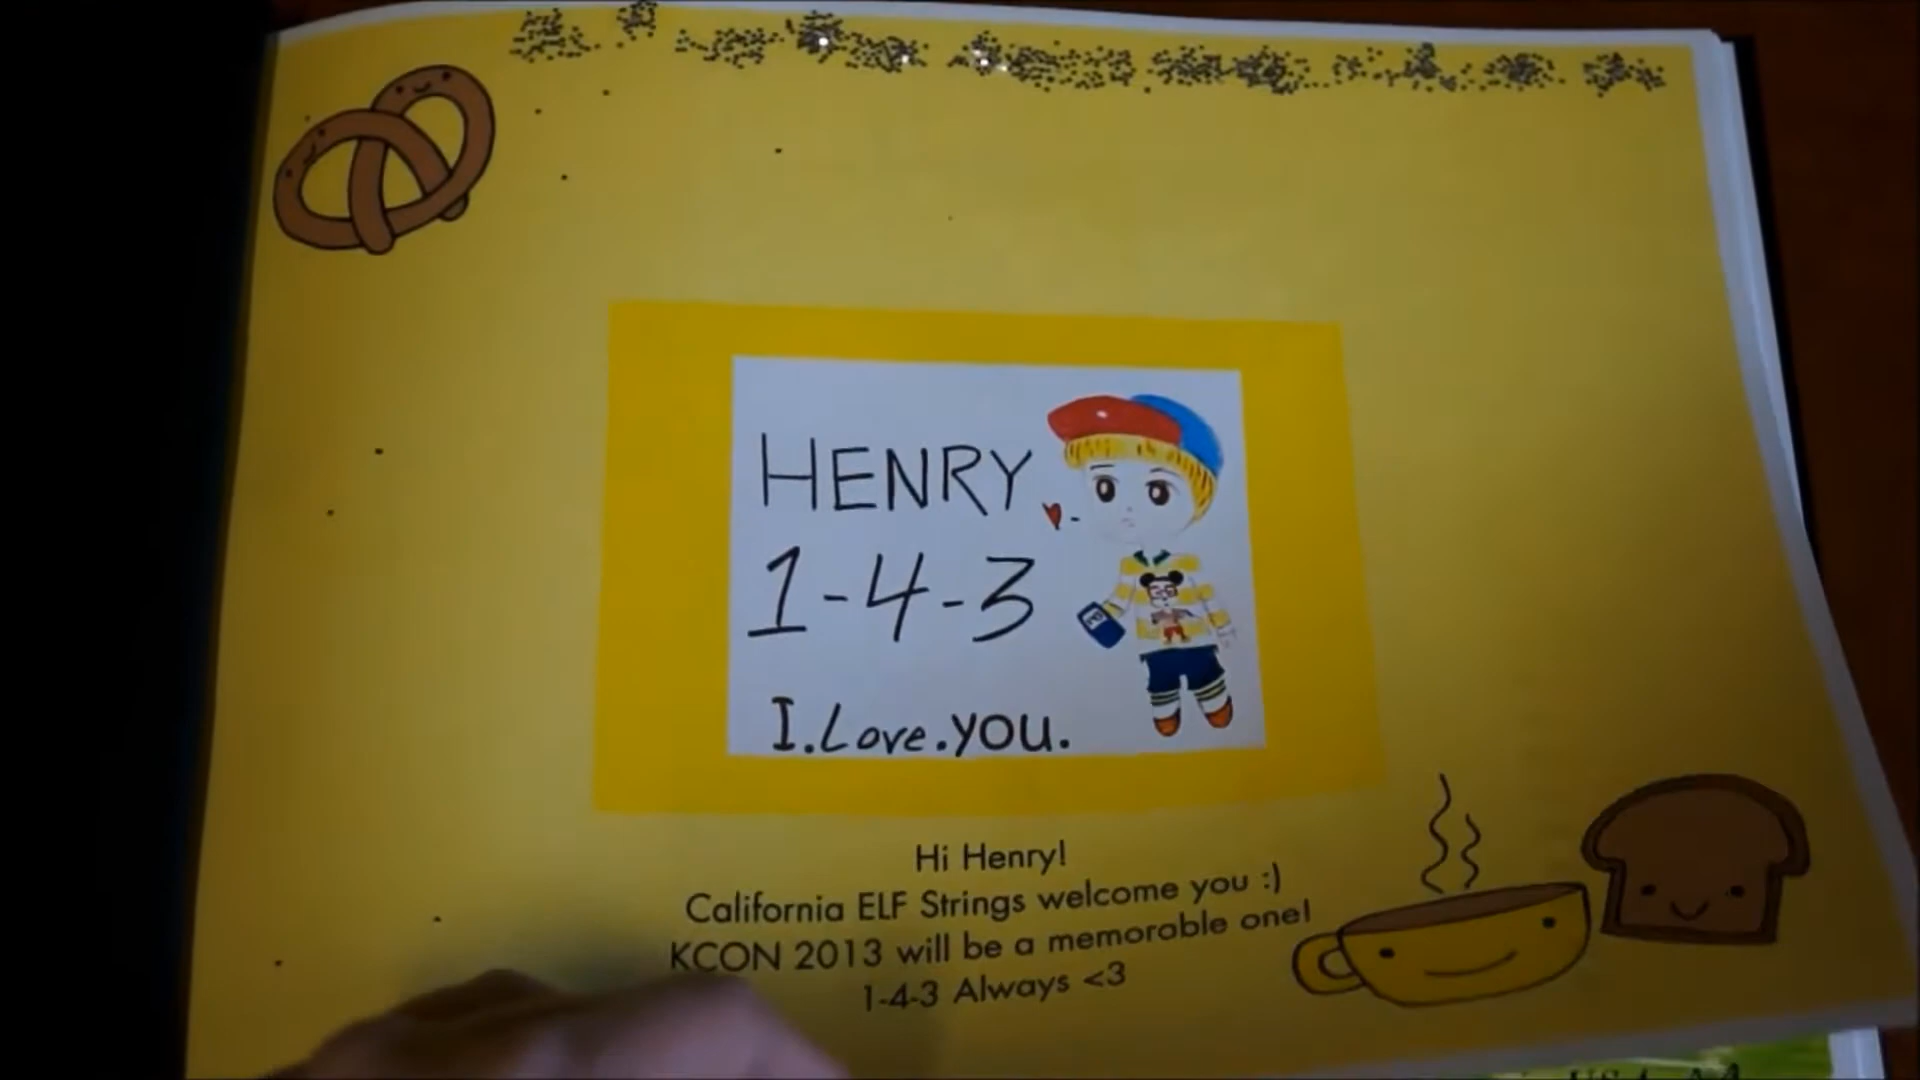 HENRY
1-4-3
I.Love.you.
Hi Henry!
California ELF Strings welcome you :)
KCON 2013 will be a memorable one!
1-4-3 Always <3